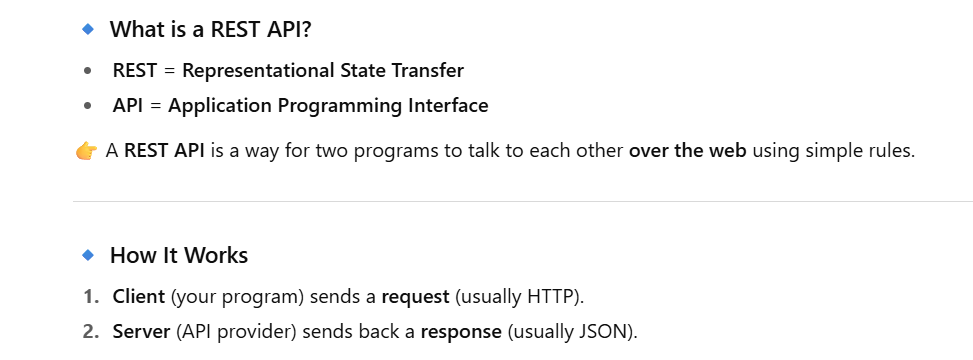 What is a REST API?
REST = Representational State Transfer
API = Application Programming Interface
A REST API is a way for two programs to talk to each other over the web using simple rules.
How It Works
1. Client (your program) sends a request (usually HTTP).
2. Server (API provider) sends back a response (usually JSON).